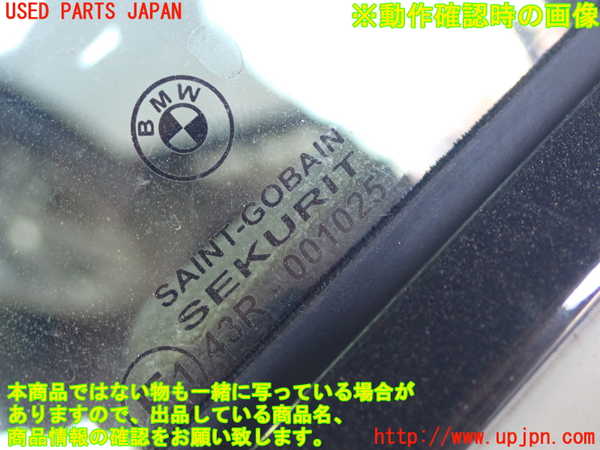 USED PARTS JAPAN
※動作確認時の画像
BMW
SAINT-GOBAIN
SEKURIT
43R - 001025
本商品ではない物も一緒に写っている場合が
ありますので、出品している商品名、
商品情報の確認をお願い致します。
http://www.upjpn.com/